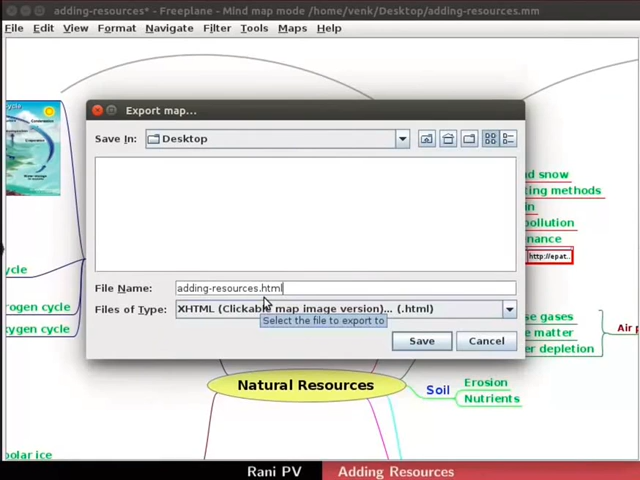 adding-resources* - Freeplane - Mind map mode /home/venk/Desktop/adding-resources.mm
File Edit View Format Navigate Filter Tools Maps Help
Export map...
Save In: Desktop
File Name: adding-resources.html
Files of Type: XHTML (Clickable map image version)... (.html)
Select the file to export to
Save Cancel
nd snow
ting methods
in
pollution
nance
http://epat...
ycle
rogen cycle
xygen cycle
se gases
e matter
er depletion
Air p
Natural Resources
Soil
Erosion
Nutrients
olar ice
Rani PV Adding Resources